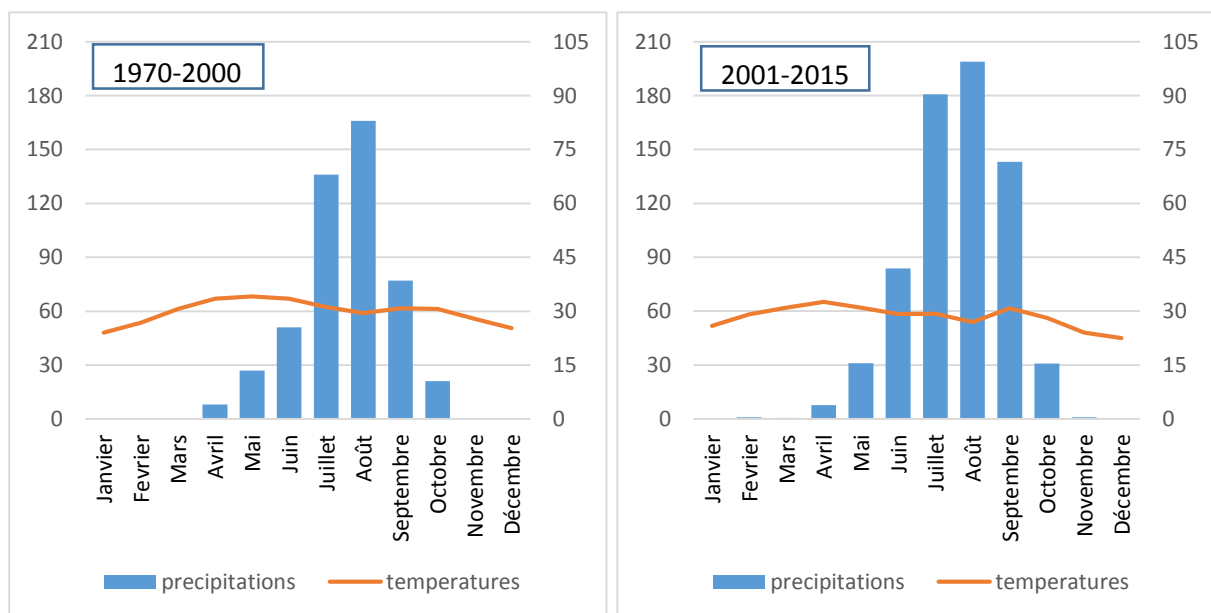 1970-2000
210
180
150
120
90
60
30
0
105
90
75
60
45
30
15
0
Janvier
Fevrier
Mars
Avril
Mai
Juin
Juillet
Août
Septembre
Octobre
Novembre
Décembre
precipitations
temperatures
2001-2015
210
180
150
120
90
60
30
0
105
90
75
60
45
30
15
0
Janvier
Fevrier
Mars
Avril
Mai
Juin
Juillet
Août
Septembre
Octobre
Novembre
Décembre
precipitations
temperatures